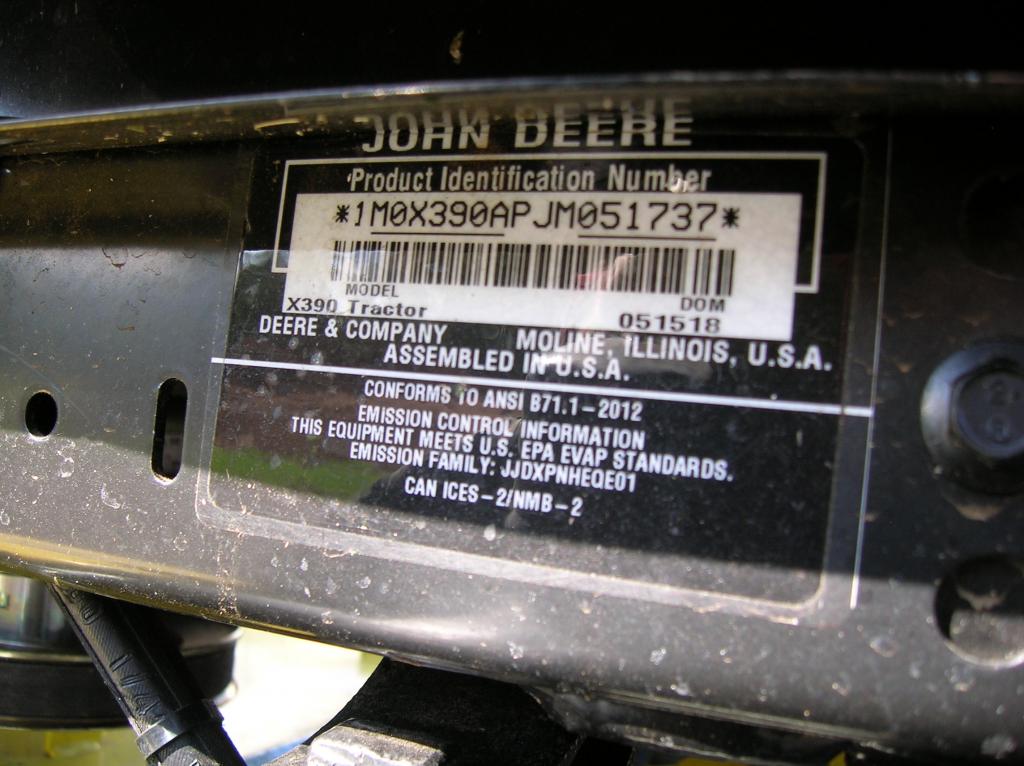 JOHN DEERE
Product Identification Number
*1M0X390APJM051737*
MODEL
X390 Tractor
DOM
051518
DEERE & COMPANY MOLINE, ILLINOIS, U.S.A.
ASSEMBLED IN U.S.A.
CONFORMS TO ANSI B71.1-2012
EMISSION CONTROL INFORMATION
THIS EQUIPMENT MEETS U.S. EPA EVAP STANDARDS.
EMISSION FAMILY: JJDXPNHEQE01
CAN ICES-2/NMB-2